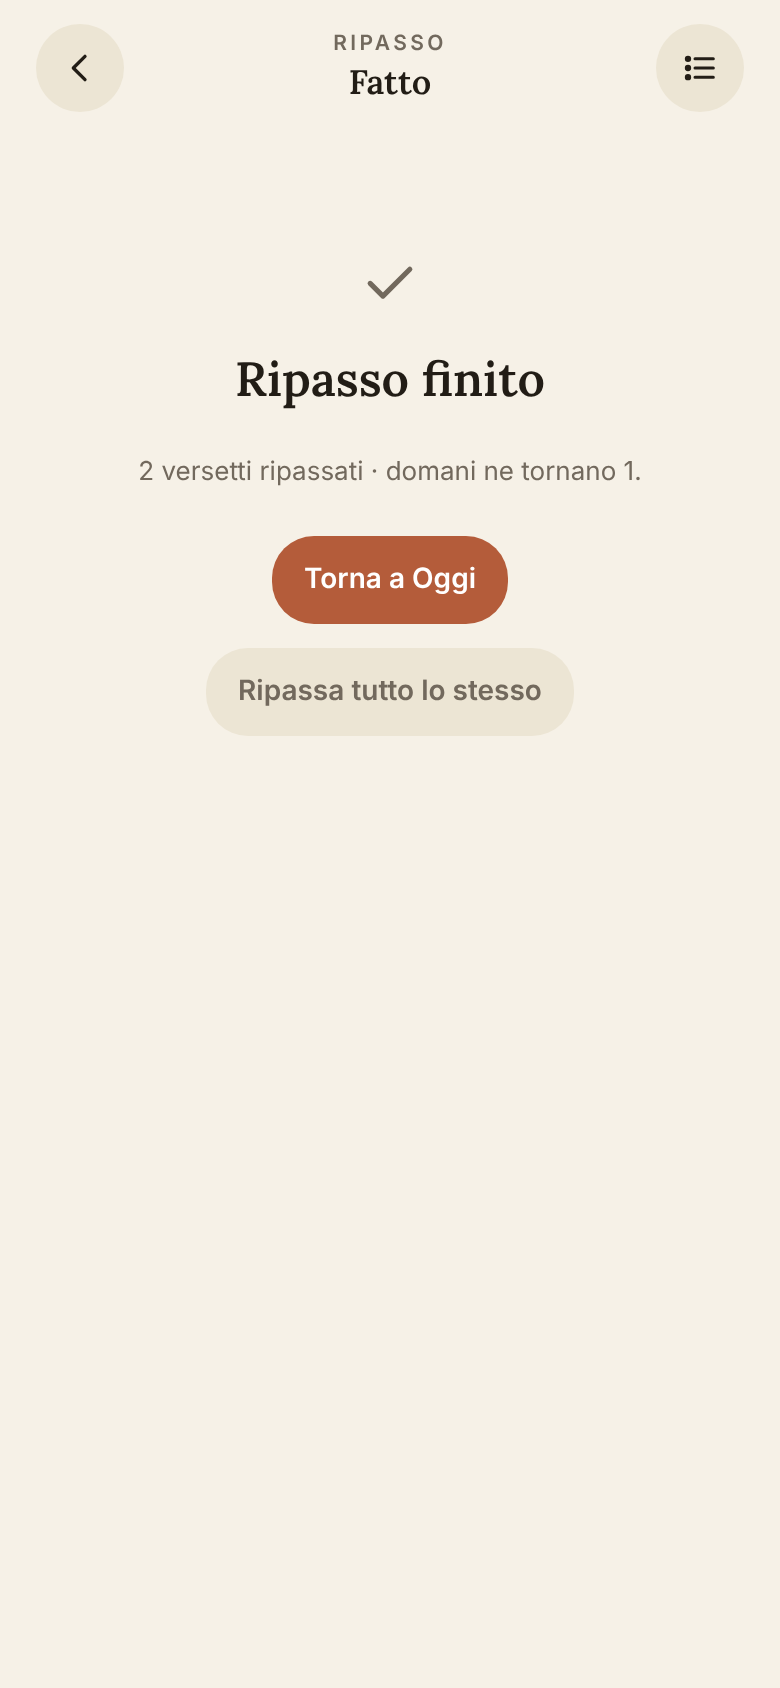 RIPASSO
Fatto
Ripasso finito
2 versetti ripassati · domani ne tornano 1.
Torna a Oggi
Ripassa tutto lo stesso